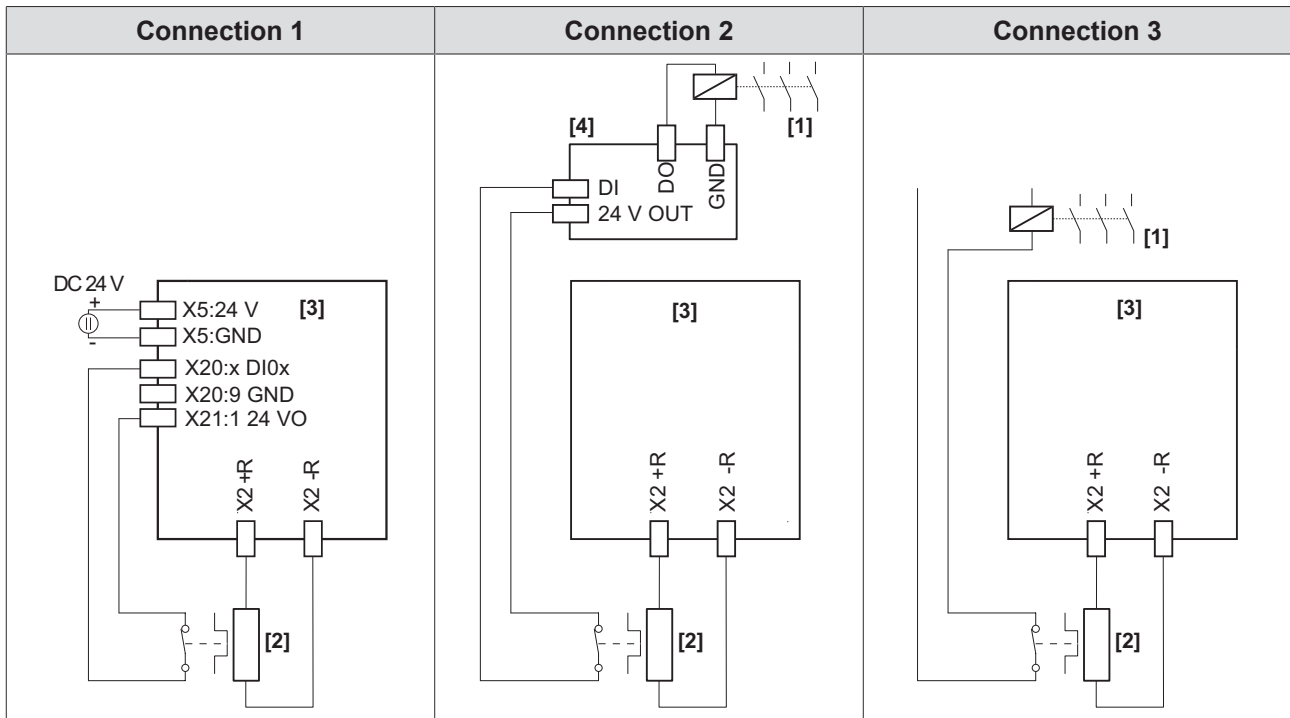 Connection 1
Connection 2
Connection 3
DC 24 V
+
-
X5:24 V
[3]
X5:GND
X20:x DI0x
X20:9 GND
X21:1 24 VO
X2 +R
X2 -R
[2]
[1]
[4]
DO
GND
DI
24 V OUT
[3]
X2 +R
X2 -R
[2]
[1]
[3]
X2 +R
X2 -R
[2]